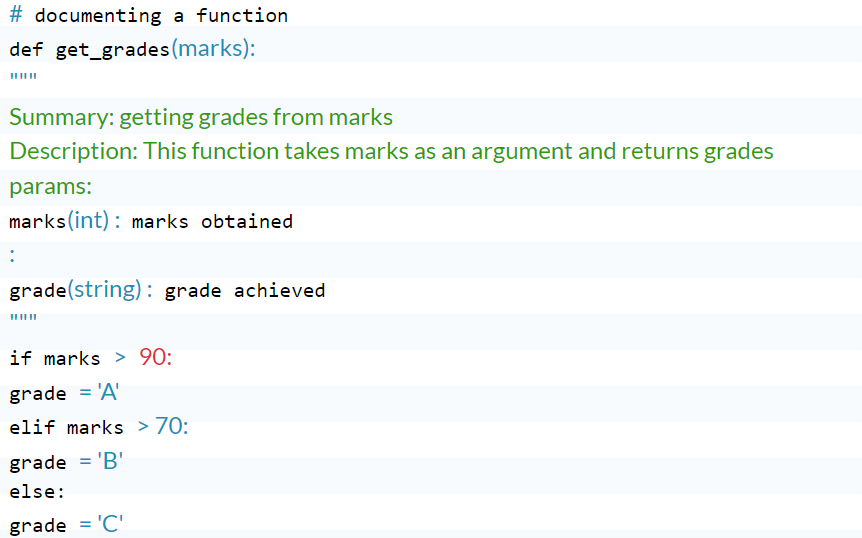 # documenting a function
def get_grades(marks):
"""
Summary: getting grades from marks
Description: This function takes marks as an argument and returns grades
params:
marks(int) : marks obtained
:
grade(string) : grade achieved
"""
if marks > 90:
grade = 'A'
elif marks > 70:
grade = 'B'
else:
grade = 'C'